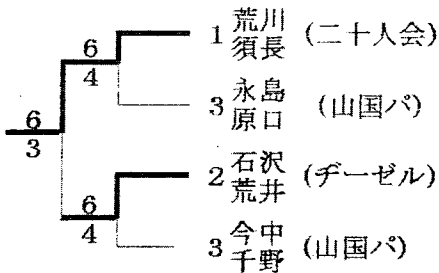 6
4
1 荒川 須長 (二十人会)
3 永島 原口 (山国パ)
6
3
2 石沢 荒井 (ヂーゼル)
6
4
3 今中 千野 (山国パ)